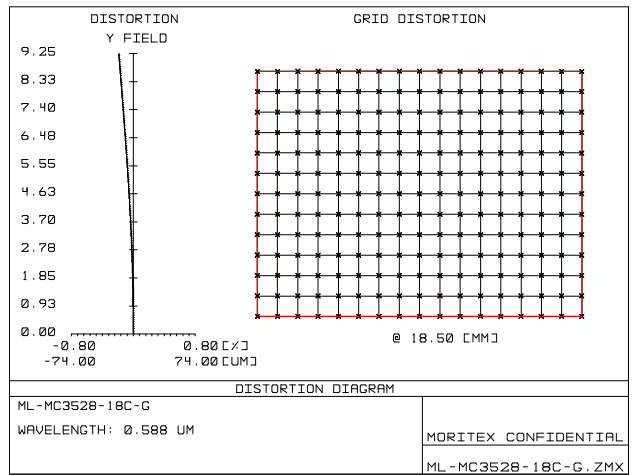 DISTORTION
Y FIELD
GRID DISTORTION
9.25
8.33
7.40
6.48
5.55
4.63
3.70
2.78
1.85
0.93
0.00
-0.80 0.80[%]
-74.00 74.00[UM]
@ 18.50 [MM]
DISTORTION DIAGRAM
ML-MC3528-18C-G
WAVELENGTH: 0.588 UM
MORITEX CONFIDENTIAL
ML-MC3528-18C-G.ZMX